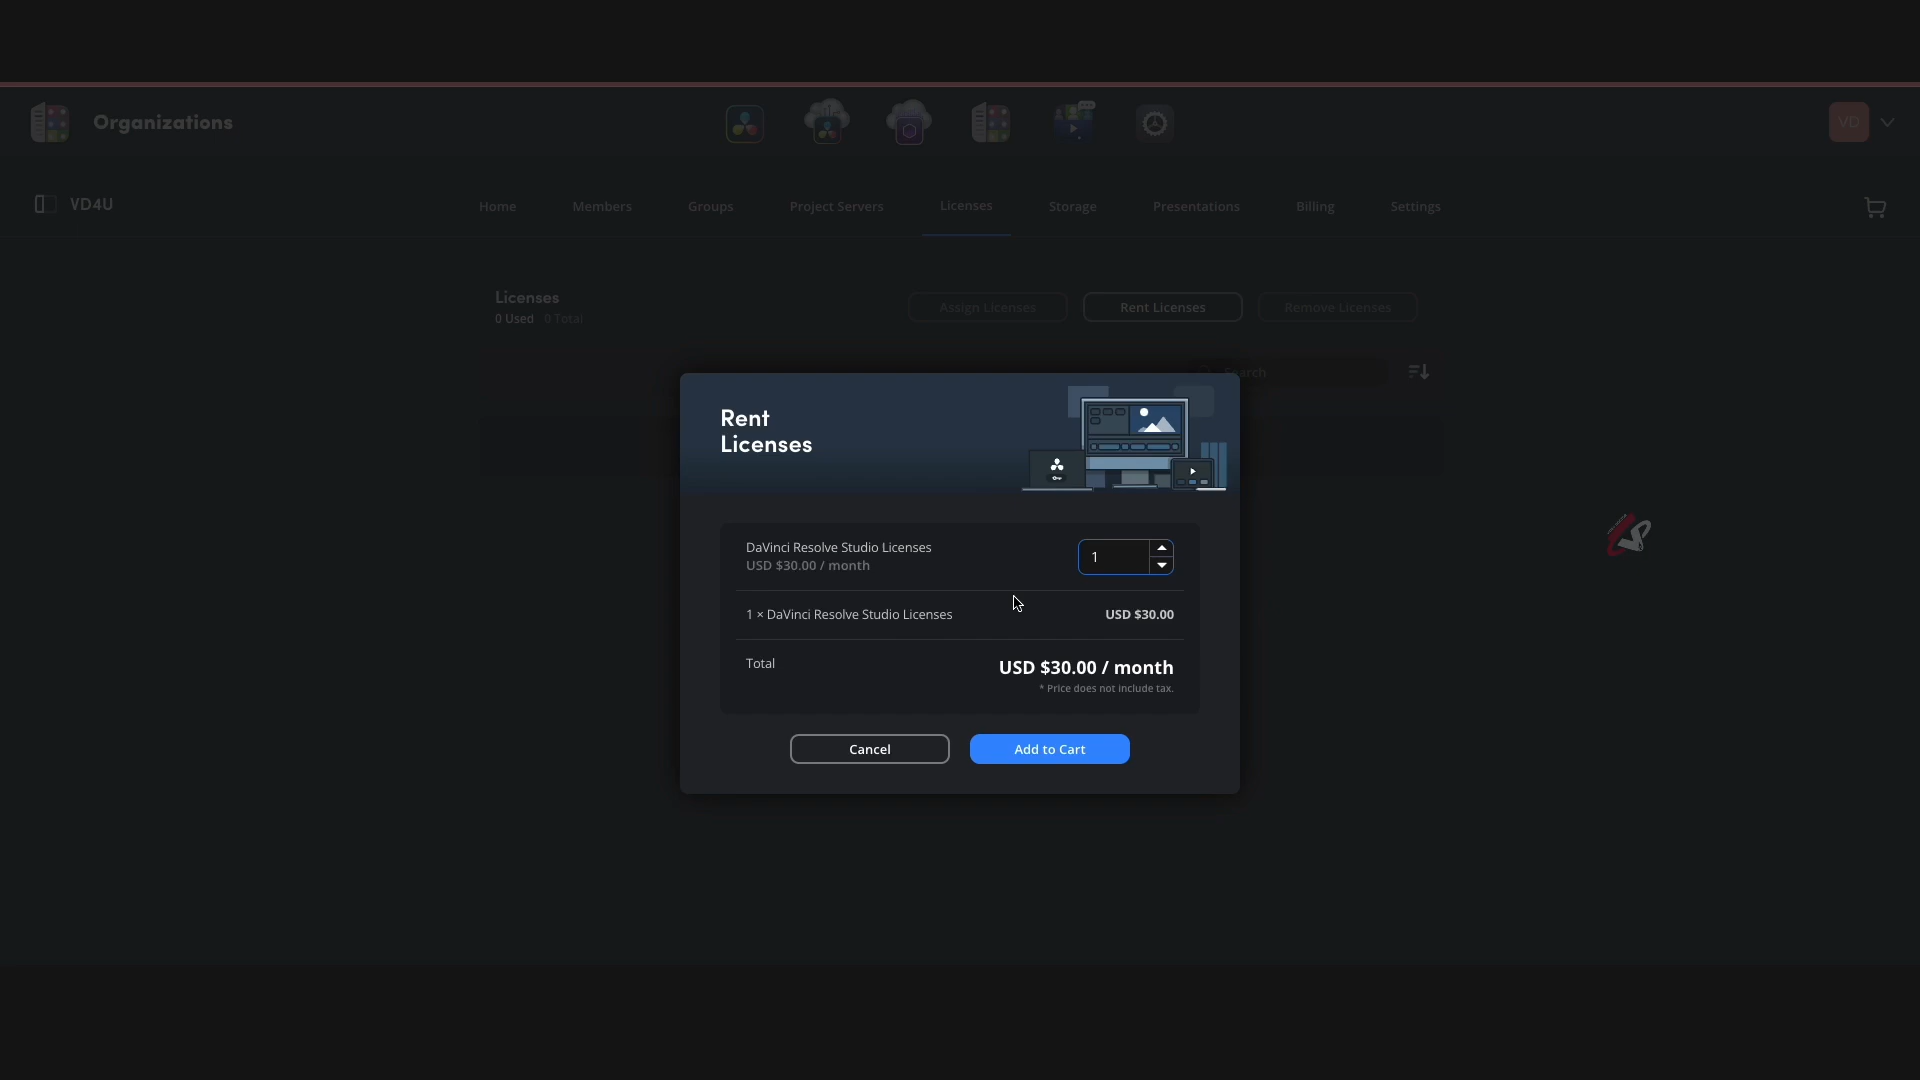 Organizations
VD
VD4U
Home
Members
Groups
Project Servers
Licenses
Storage
Presentations
Billing
Settings
Licenses
0 Used 0 Total
Assign Licenses
Rent Licenses
Remove Licenses
Search
Rent
Licenses
DaVinci Resolve Studio Licenses
USD $30.00 / month
1
1 × DaVinci Resolve Studio Licenses
USD $30.00
Total
USD $30.00 / month
* Price does not include tax.
Cancel
Add to Cart